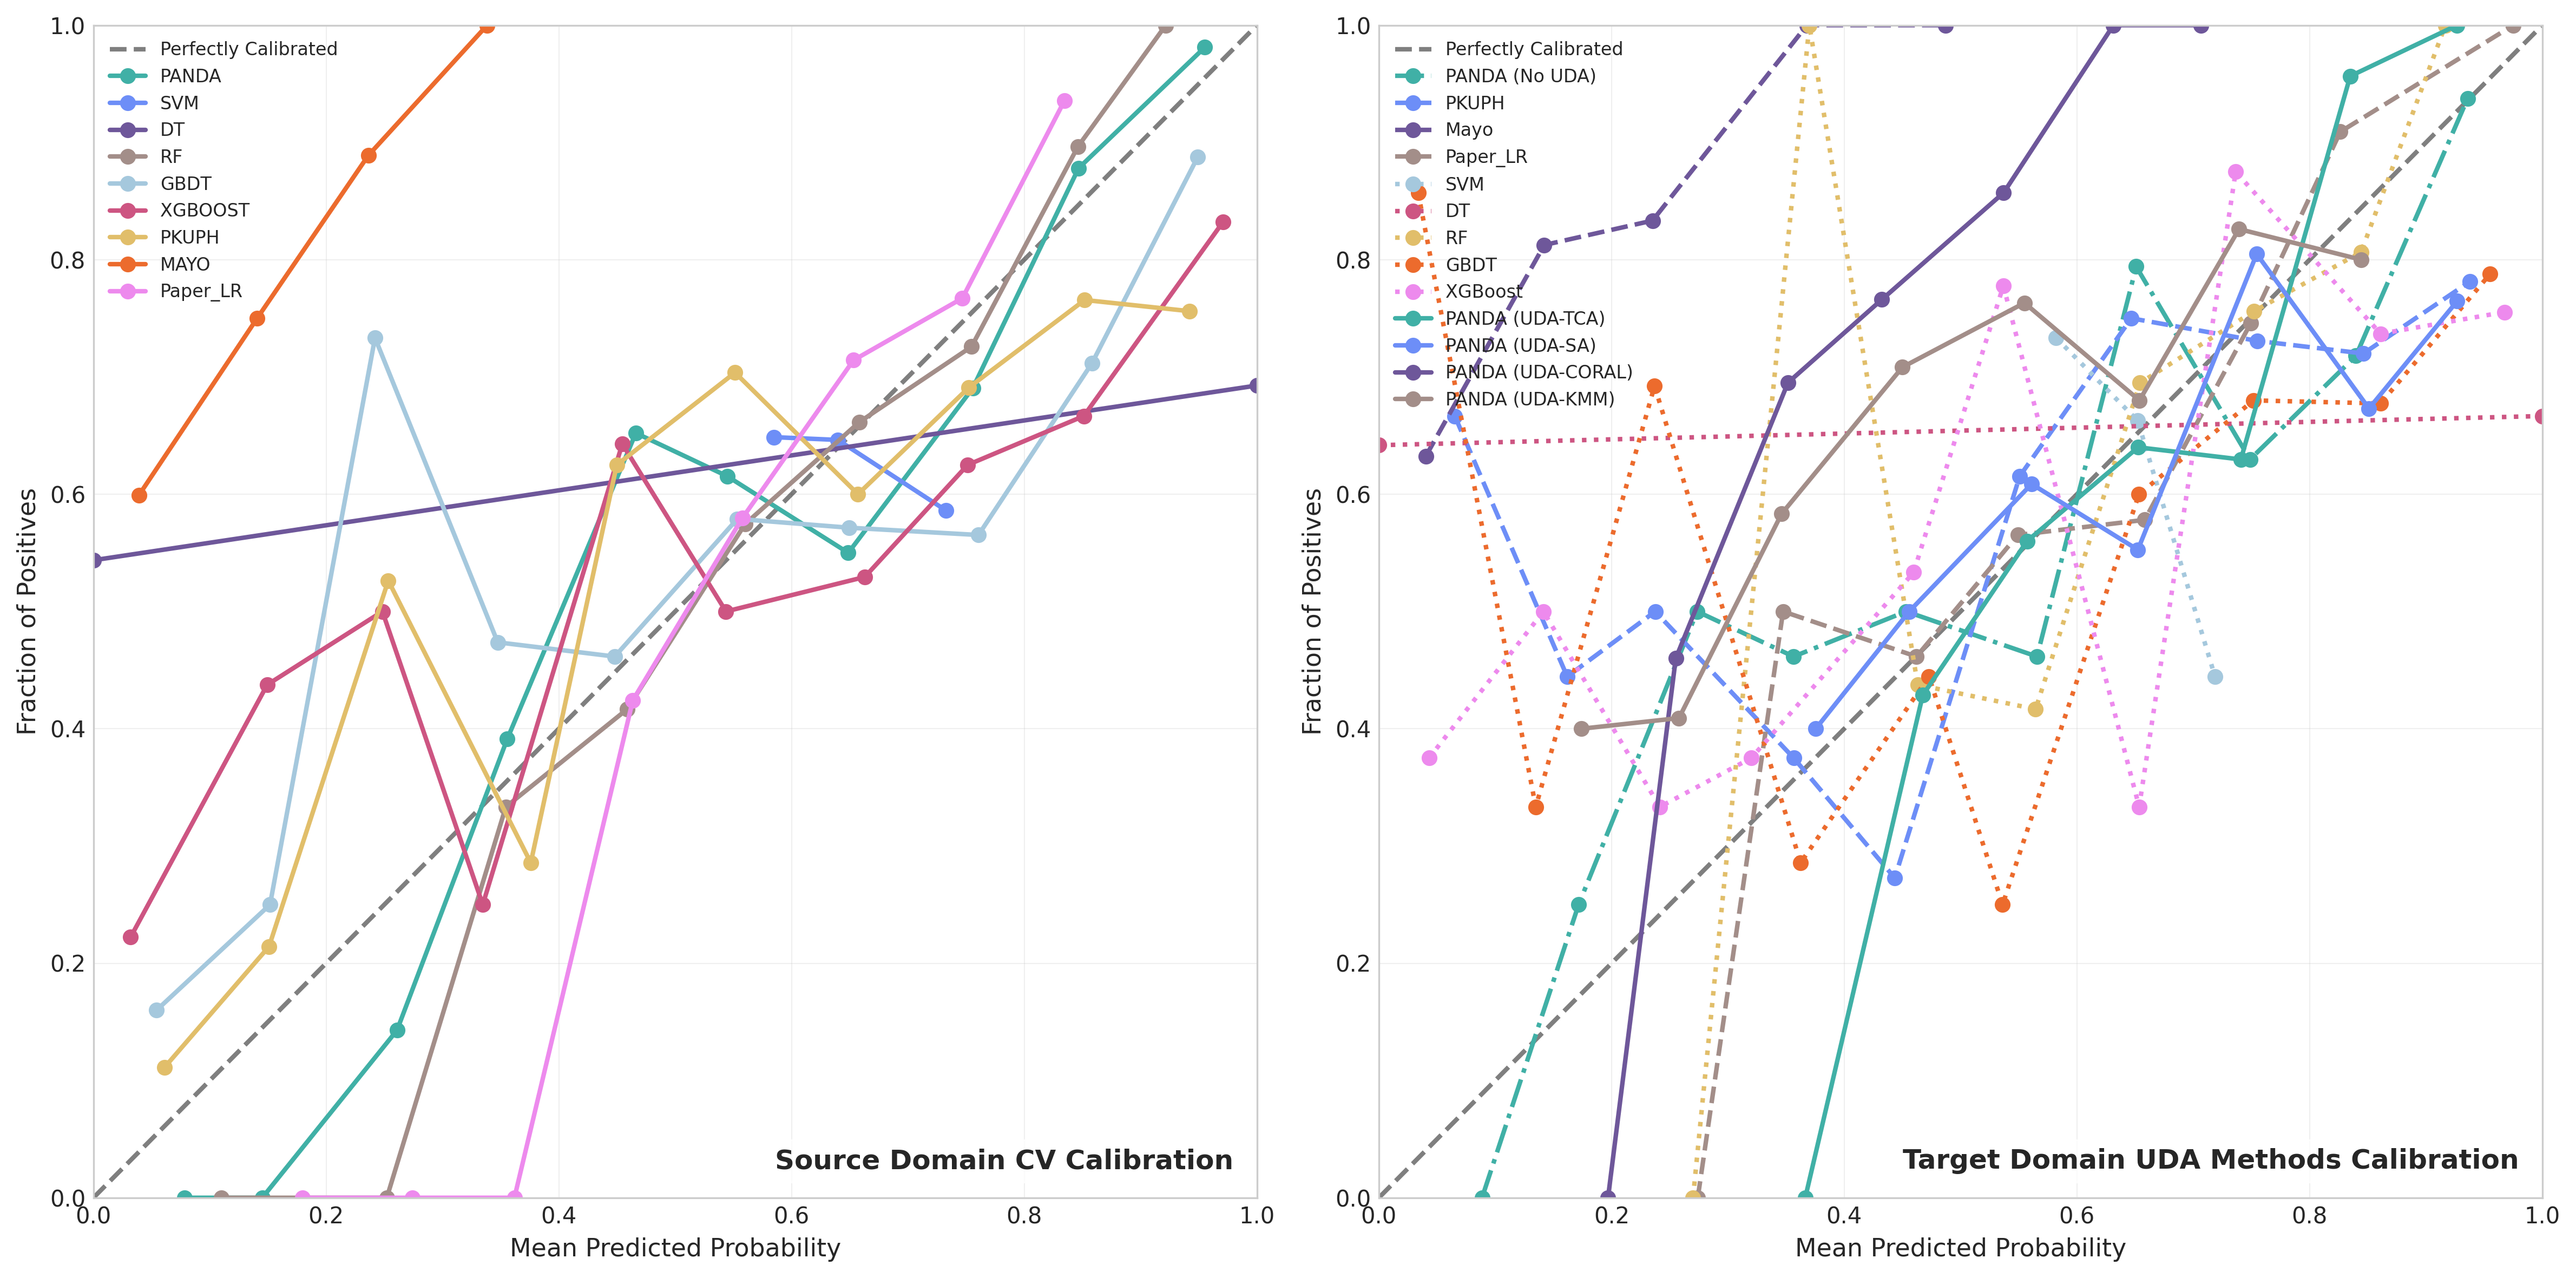 1.0
0.8
0.6
0.4
0.2
0.0
Fraction of Positives
Perfectly Calibrated
PANDA
SVM
DT
RF
GBDT
XGBOOST
PKUPH
MAYO
Paper_LR
Source Domain CV Calibration
0.0 0.2 0.4 0.6 0.8 1.0
Mean Predicted Probability
1.0
0.8
0.6
0.4
0.2
0.0
Fraction of Positives
Perfectly Calibrated
PANDA (No UDA)
PKUPH
Mayo
Paper_LR
SVM
DT
RF
GBDT
XGBoost
PANDA (UDA-TCA)
PANDA (UDA-SA)
PANDA (UDA-CORAL)
PANDA (UDA-KMM)
Target Domain UDA Methods Calibration
0.0 0.2 0.4 0.6 0.8 1.0
Mean Predicted Probability